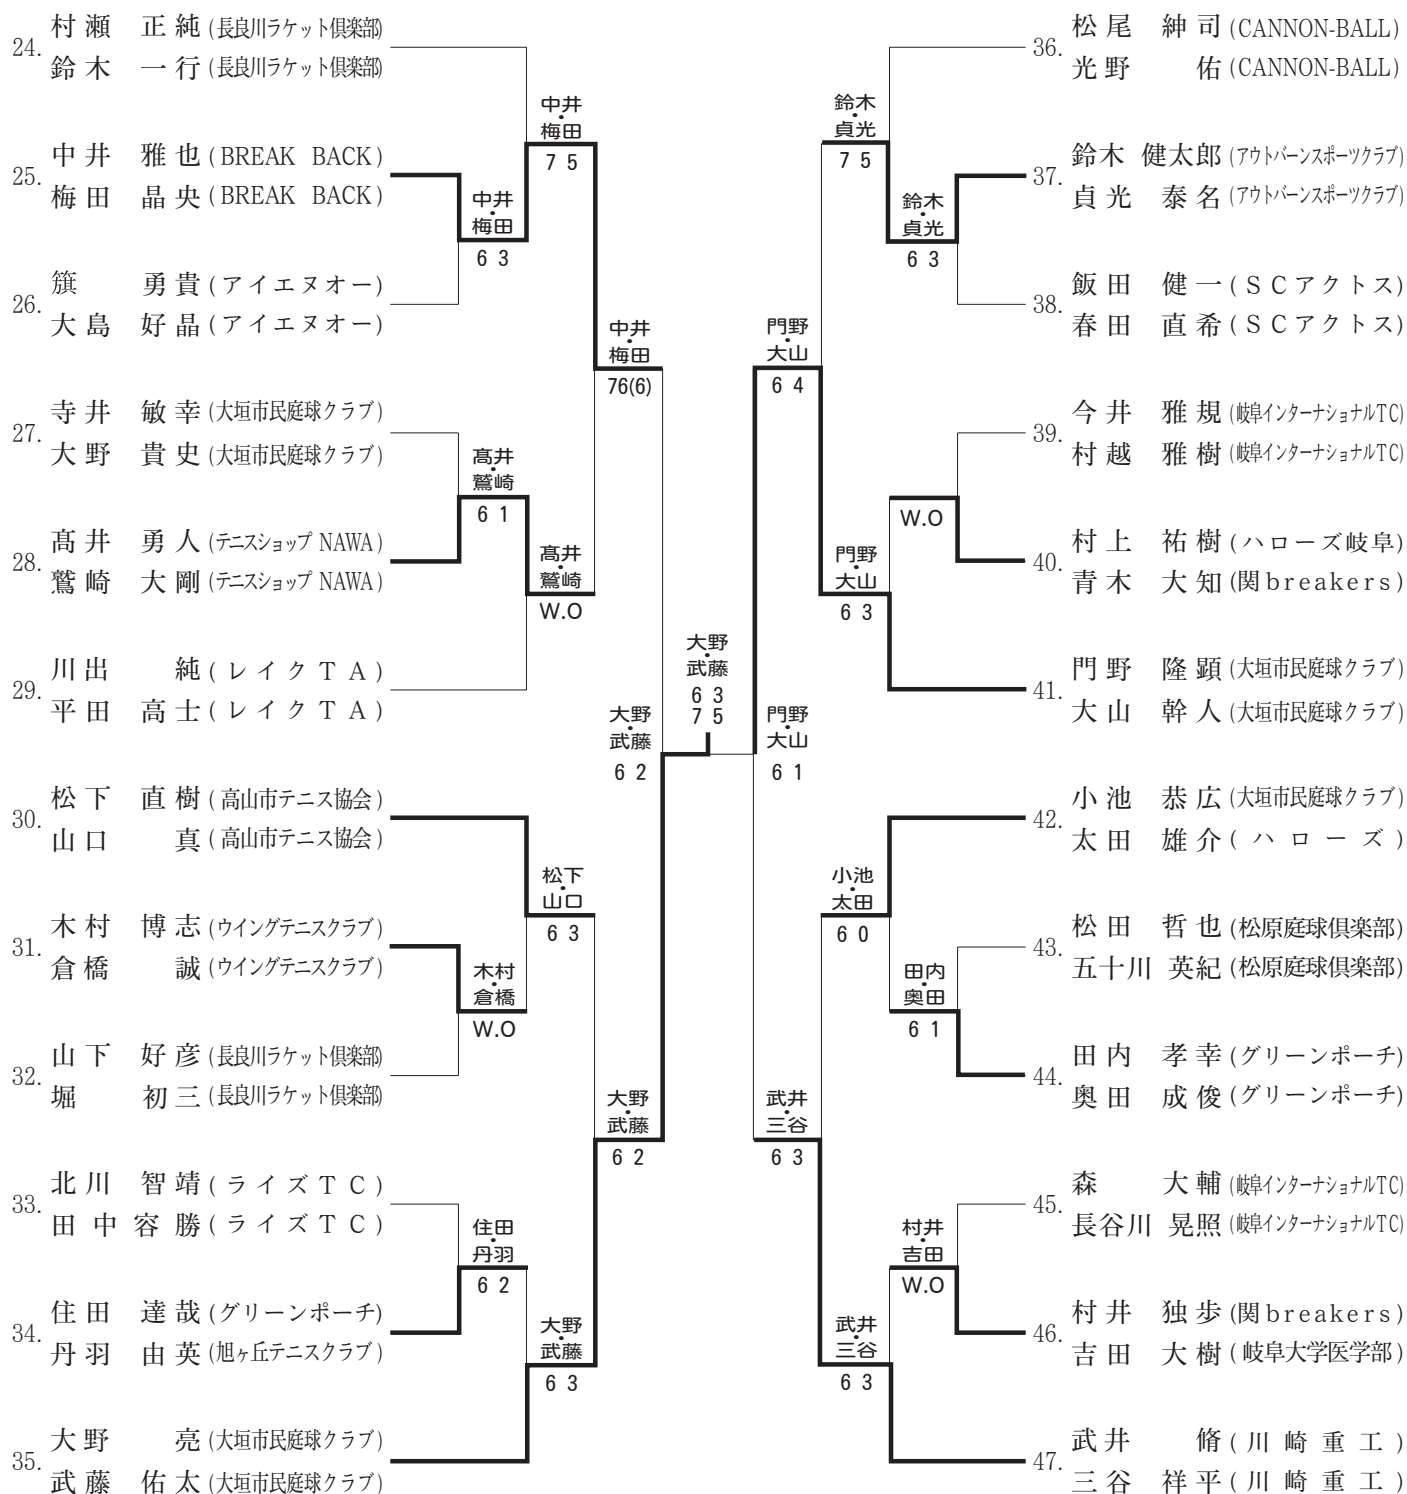 24.
村瀬 正純(長良川ラケット倶楽部)
鈴木 一行(長良川ラケット倶楽部)
25.
中井 雅也(BREAK BACK)
梅田 晶央(BREAK BACK)
26.
籏 勇貴(アイエヌオー)
大島 好晶(アイエヌオー)
27.
寺井 敏幸(大垣市民庭球クラブ)
大野 貴史(大垣市民庭球クラブ)
28.
髙井 勇人(テニスショップ NAWA)
鷲崎 大剛(テニスショップ NAWA)
29.
川出 純(レイクTA)
平田 高士(レイクTA)
30.
松下 直樹(高山市テニス協会)
山口 真(高山市テニス協会)
31.
木村 博志(ウイングテニスクラブ)
倉橋 誠(ウイングテニスクラブ)
32.
山下 好彦(長良川ラケット倶楽部)
堀 初三(長良川ラケット倶楽部)
33.
北川 智靖(ライズTC)
田中容勝(ライズTC)
34.
住田 達哉(グリーンポーチ)
丹羽 由英(旭ヶ丘テニスクラブ)
35.
大野 亮(大垣市民庭球クラブ)
武藤 佑太(大垣市民庭球クラブ)
中井・
梅田
6 3
髙井・
鷲崎
6 1
木村・
倉橋
W.O
住田・
丹羽
6 2
中井・
梅田
7 5
髙井・
鷲崎
W.O
松下・
山口
6 3
大野・
武藤
6 3
中井・
梅田
76(6)
大野・
武藤
6 2
大野・
武藤
6 2
大野・
武藤
6 3
7 5
門野・
大山
6 1
門野・
大山
6 4
武井・
三谷
6 3
鈴木・
貞光
7 5
門野・
大山
6 3
小池・
太田
6 0
武井・
三谷
6 3
鈴木・
貞光
6 3
W.O
田内・
奥田
6 1
村井・
吉田
W.O
36.
松尾 紳司(CANNON-BALL)
光野 佑(CANNON-BALL)
37.
鈴木 健太郎(アウトバーンスポーツクラブ)
貞光 泰名(アウトバーンスポーツクラブ)
38.
飯田 健一(SCアクトス)
春田 直希(SCアクトス)
39.
今井 雅規(岐阜インターナショナルTC)
村越 雅樹(岐阜インターナショナルTC)
40.
村上 祐樹(ハローズ岐阜)
青木 大知(関breakers)
41.
門野 隆顕(大垣市民庭球クラブ)
大山 幹人(大垣市民庭球クラブ)
42.
小池 恭広(大垣市民庭球クラブ)
太田 雄介(ハローズ)
43.
松田 哲也(松原庭球倶楽部)
五十川 英紀(松原庭球倶楽部)
44.
田内 孝幸(グリーンポーチ)
奥田 成俊(グリーンポーチ)
45.
森 大輔(岐阜インターナショナルTC)
長谷川 晃照(岐阜インターナショナルTC)
46.
村井 独歩(関breakers)
吉田 大樹(岐阜大学医学部)
47.
武井 脩(川崎重工)
三谷 祥平(川崎重工)